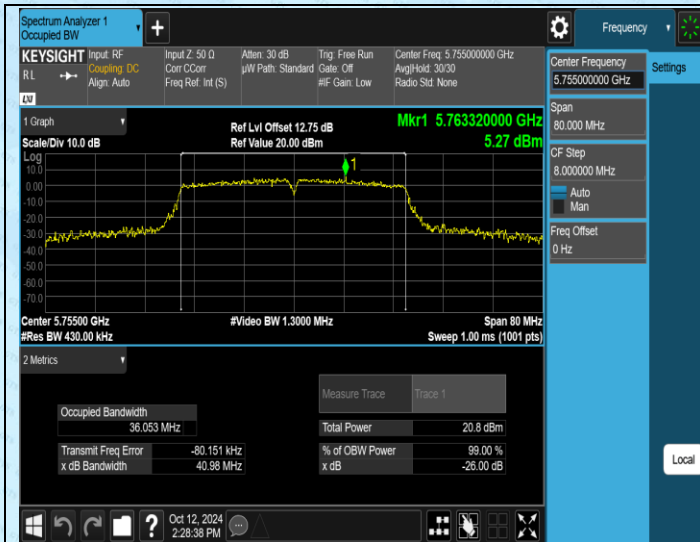 Spectrum Analyzer 1
Occupied BW
Frequency
KEYSIGHT
R L
LXI
Input: RF
Coupling: DC
Align: Auto
Input Z: 50 Ω
Corr CCorr
Freq Ref: Int (S)
Atten: 30 dB
µW Path: Standard
Trig: Free Run
Gate: Off
#IF Gain: Low
Center Freq: 5.755000000 GHz
Avg|Hold: 30/30
Radio Std: None
Center Frequency
5.755000000 GHz
Settings
Span
80.000 MHz
CF Step
8.000000 MHz
Auto
Man
Freq Offset
0 Hz
Local
1 Graph
Scale/Div 10.0 dB
Ref Lvl Offset 12.75 dB
Ref Value 20.00 dBm
Mkr1 5.763320000 GHz
5.27 dBm
Log
10.0
0.00
-10.0
-20.0
-30.0
-40.0
-50.0
-60.0
-70.0
1
Center 5.75500 GHz
#Res BW 430.00 kHz
#Video BW 1.3000 MHz
Span 80 MHz
Sweep 1.00 ms (1001 pts)
2 Metrics
Measure Trace
Trace 1
Occupied Bandwidth
36.053 MHz
Total Power
20.8 dBm
Transmit Freq Error
-80.151 kHz
% of OBW Power
99.00 %
x dB Bandwidth
40.98 MHz
x dB
-26.00 dB
Oct 12, 2024
2:28:38 PM